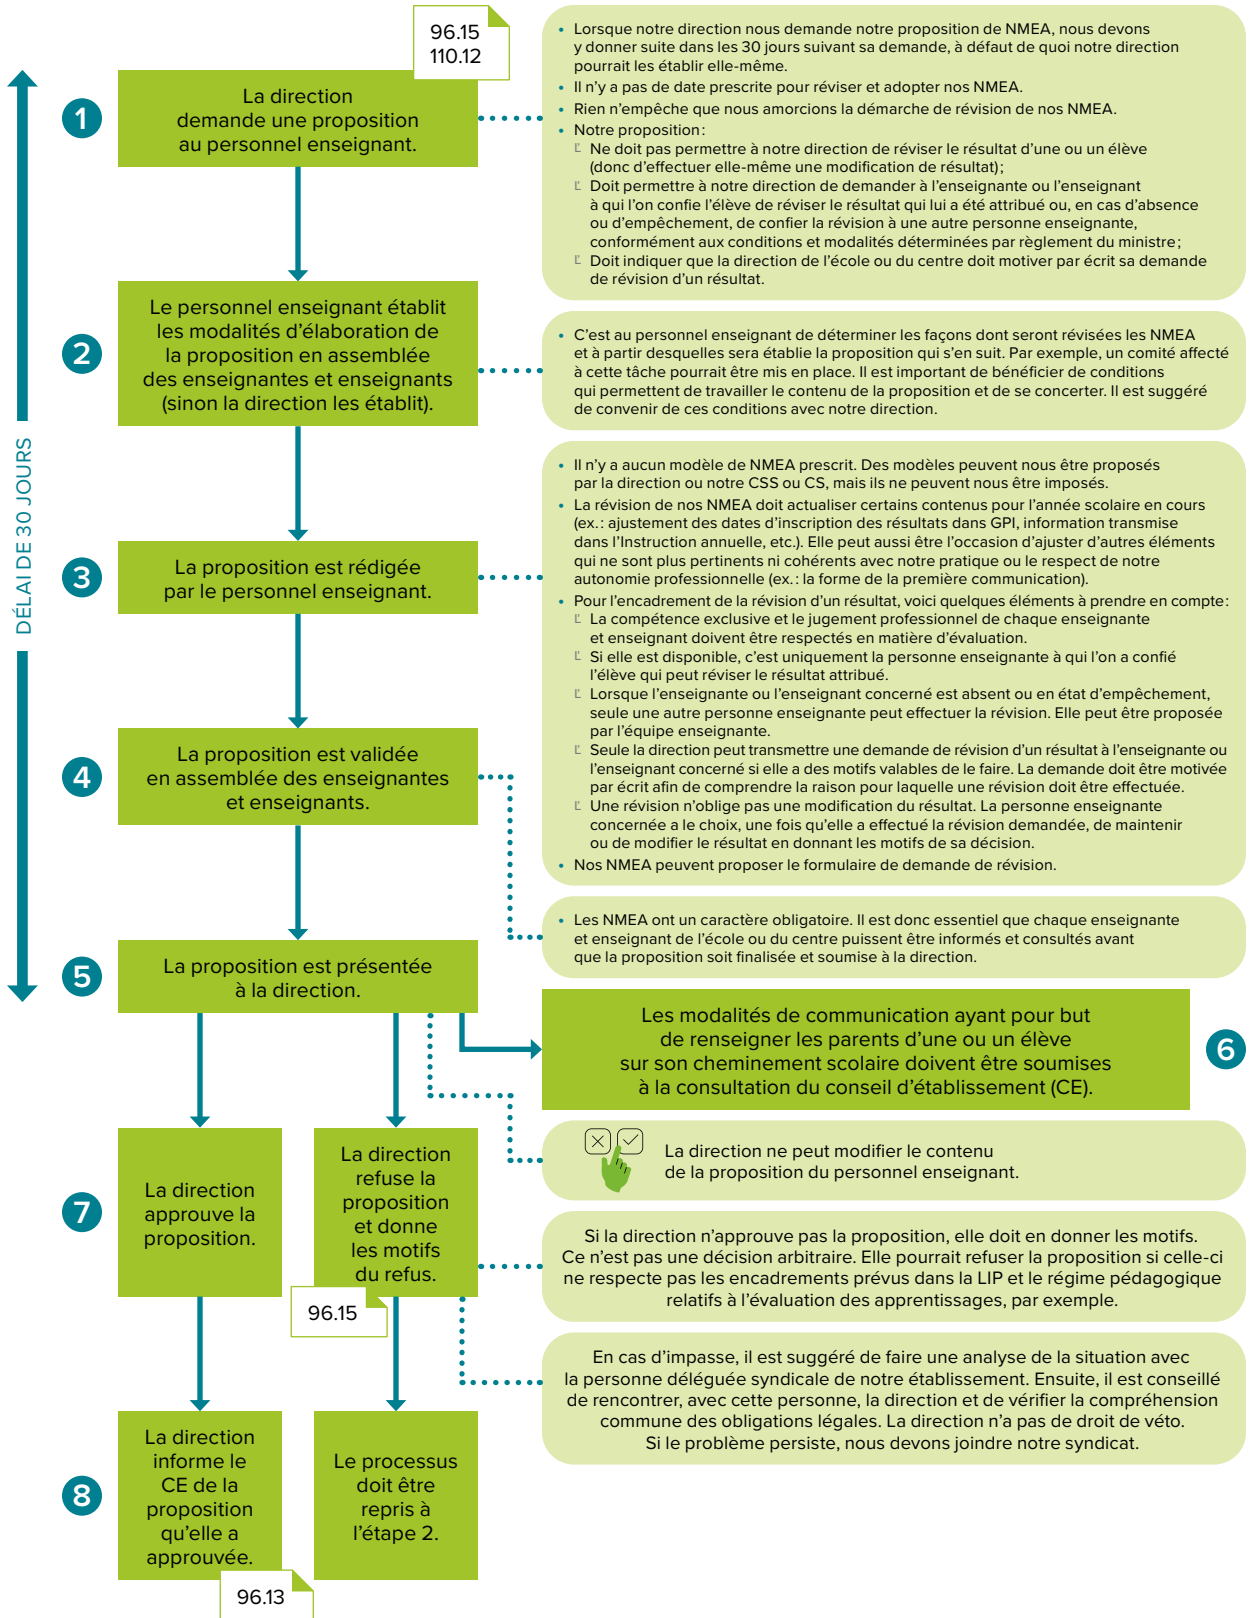 96.15
110.12
DÉLAI DE 30 JOURS
1
La direction
demande une proposition
au personnel enseignant.
• Lorsque notre direction nous demande notre proposition de NMEA, nous devons
y donner suite dans les 30 jours suivant sa demande, à défaut de quoi notre direction
pourrait les établir elle-même.
• Il n'y a pas de date prescrite pour réviser et adopter nos NMEA.
• Rien n'empêche que nous amorcions la démarche de révision de nos NMEA.
• Notre proposition :
Ne doit pas permettre à notre direction de réviser le résultat d'une ou un élève
(donc d'effectuer elle-même une modification de résultat) ;
Doit permettre à notre direction de demander à l'enseignante ou l'enseignant
à qui l'on confie l'élève de réviser le résultat qui lui a été attribué ou, en cas d'absence
ou d'empêchement, de confier la révision à une autre personne enseignante,
conformément aux conditions et modalités déterminées par règlement du ministre ;
Doit indiquer que la direction de l'école ou du centre doit motiver par écrit sa demande
de révision d'un résultat.
2
Le personnel enseignant établit
les modalités d'élaboration de
la proposition en assemblée
des enseignantes et enseignants
(sinon la direction les établit).
• C'est au personnel enseignant de déterminer les façons dont seront révisées les NMEA
et à partir desquelles sera établie la proposition qui s'en suit. Par exemple, un comité affecté
à cette tâche pourrait être mis en place. Il est important de bénéficier de conditions
qui permettent de travailler le contenu de la proposition et de se concerter. Il est suggéré
de convenir de ces conditions avec notre direction.
3
La proposition est rédigée
par le personnel enseignant.
• Il n'y a aucun modèle de NMEA prescrit. Des modèles peuvent nous être proposés
par la direction ou notre CSS ou CS, mais ils ne peuvent nous être imposés.
• La révision de nos NMEA doit actualiser certains contenus pour l'année scolaire en cours
(ex. : ajustement des dates d'inscription des résultats dans GPI, information transmise
dans l'Instruction annuelle, etc.). Elle peut aussi être l'occasion d'ajuster d'autres éléments
qui ne sont plus pertinents ni cohérents avec notre pratique ou le respect de notre
autonomie professionnelle (ex. : la forme de la première communication).
• Pour l'encadrement de la révision d'un résultat, voici quelques éléments à prendre en compte :
La compétence exclusive et le jugement professionnel de chaque enseignante
et enseignant doivent être respectés en matière d'évaluation.
Si elle est disponible, c'est uniquement la personne enseignante à qui l'on a confié
l'élève qui peut réviser le résultat attribué.
Lorsque l'enseignante ou l'enseignant concerné est absent ou en état d'empêchement,
seule une autre personne enseignante peut effectuer la révision. Elle peut être proposée
par l'équipe enseignante.
Seule la direction peut transmettre une demande de révision d'un résultat à l'enseignante ou
l'enseignant concerné si elle a des motifs valables de le faire. La demande doit être motivée
par écrit afin de comprendre la raison pour laquelle une révision doit être effectuée.
Une révision n'oblige pas une modification du résultat. La personne enseignante
concernée a le choix, une fois qu'elle a effectué la révision demandée, de maintenir
ou de modifier le résultat en donnant les motifs de sa décision.
• Nos NMEA peuvent proposer le formulaire de demande de révision.
4
La proposition est validée
en assemblée des enseignantes
et enseignants.
• Les NMEA ont un caractère obligatoire. Il est donc essentiel que chaque enseignante
et enseignant de l'école ou du centre puissent être informés et consultés avant
que la proposition soit finalisée et soumise à la direction.
5
La proposition est présentée
à la direction.
Les modalités de communication ayant pour but
de renseigner les parents d'une ou un élève
sur son cheminement scolaire doivent être soumises
à la consultation du conseil d'établissement (CE).
6
La direction ne peut modifier le contenu
de la proposition du personnel enseignant.
7
La direction
approuve la
proposition.
La direction
refuse la
proposition
et donne
les motifs
du refus.
96.15
Si la direction n'approuve pas la proposition, elle doit en donner les motifs.
Ce n'est pas une décision arbitraire. Elle pourrait refuser la proposition si celle-ci
ne respecte pas les encadrements prévus dans la LIP et le régime pédagogique
relatifs à l'évaluation des apprentissages, par exemple.
En cas d'impasse, il est suggéré de faire une analyse de la situation avec
la personne déléguée syndicale de notre établissement. Ensuite, il est conseillé
de rencontrer, avec cette personne, la direction et de vérifier la compréhension
commune des obligations légales. La direction n'a pas de droit de véto.
Si le problème persiste, nous devons joindre notre syndicat.
8
La direction
informe le
CE de la
proposition
qu'elle a
approuvée.
Le processus
doit être
repris à
l'étape 2.
96.13